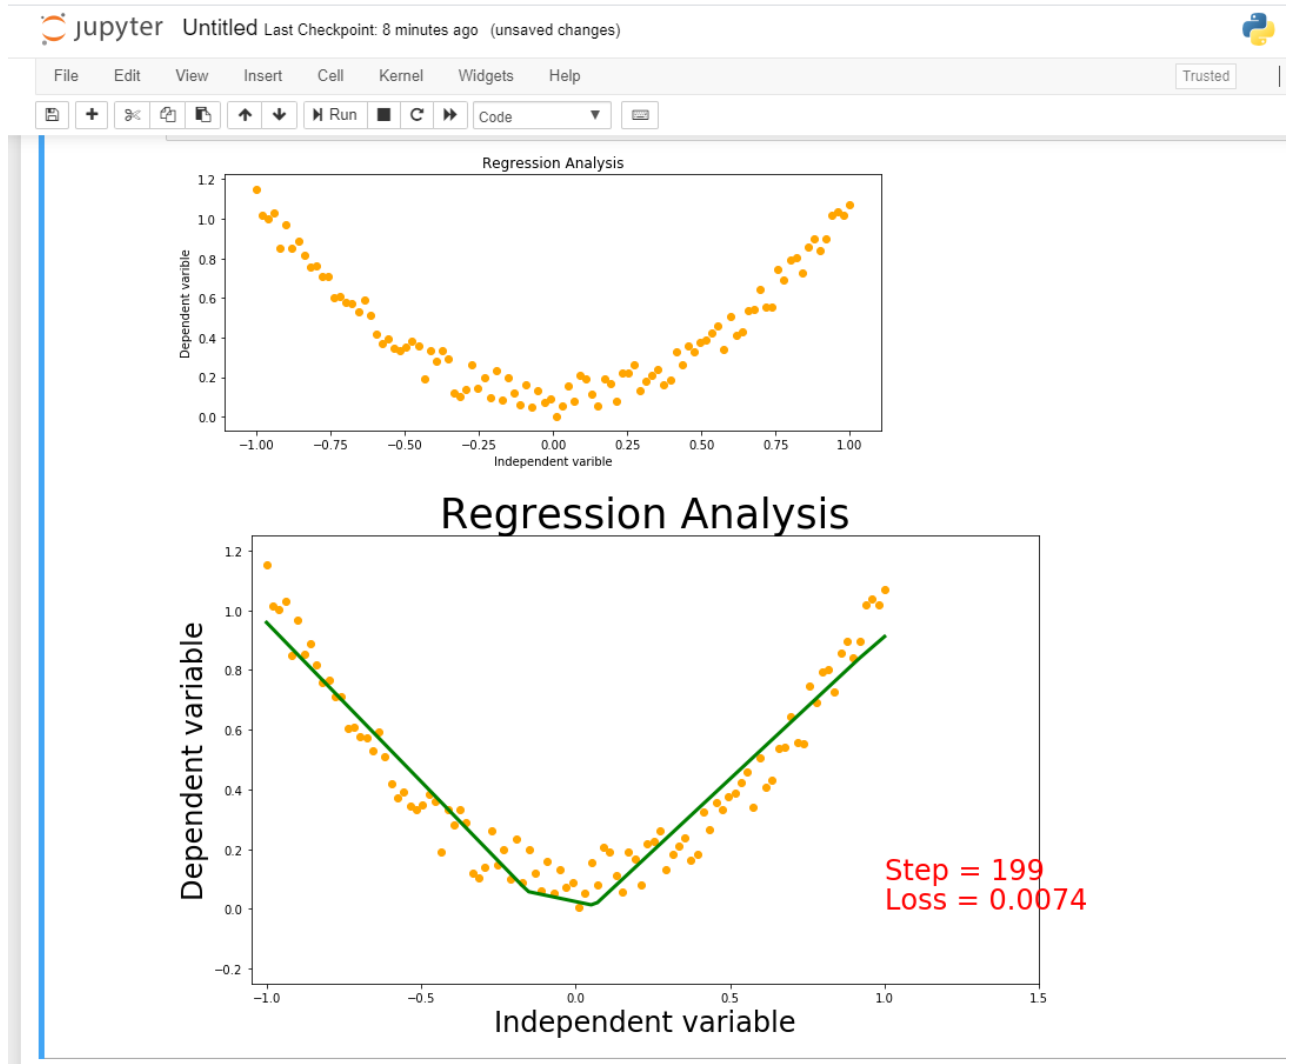 jupyter Untitled Last Checkpoint: 8 minutes ago (unsaved changes)
File Edit View Insert Cell Kernel Widgets Help Trusted
Run Code
Regression Analysis
1.2
1.0
0.8
0.6
0.4
0.2
0.0
Dependent varible
−1.00 −0.75 −0.50 −0.25 0.00 0.25 0.50 0.75 1.00
Independent varible
Regression Analysis
1.2
1.0
0.8
0.6
0.4
0.2
0.0
−0.2
Dependent variable
Step = 199
Loss = 0.0074
−1.0 −0.5 0.0 0.5 1.0 1.5
Independent variable